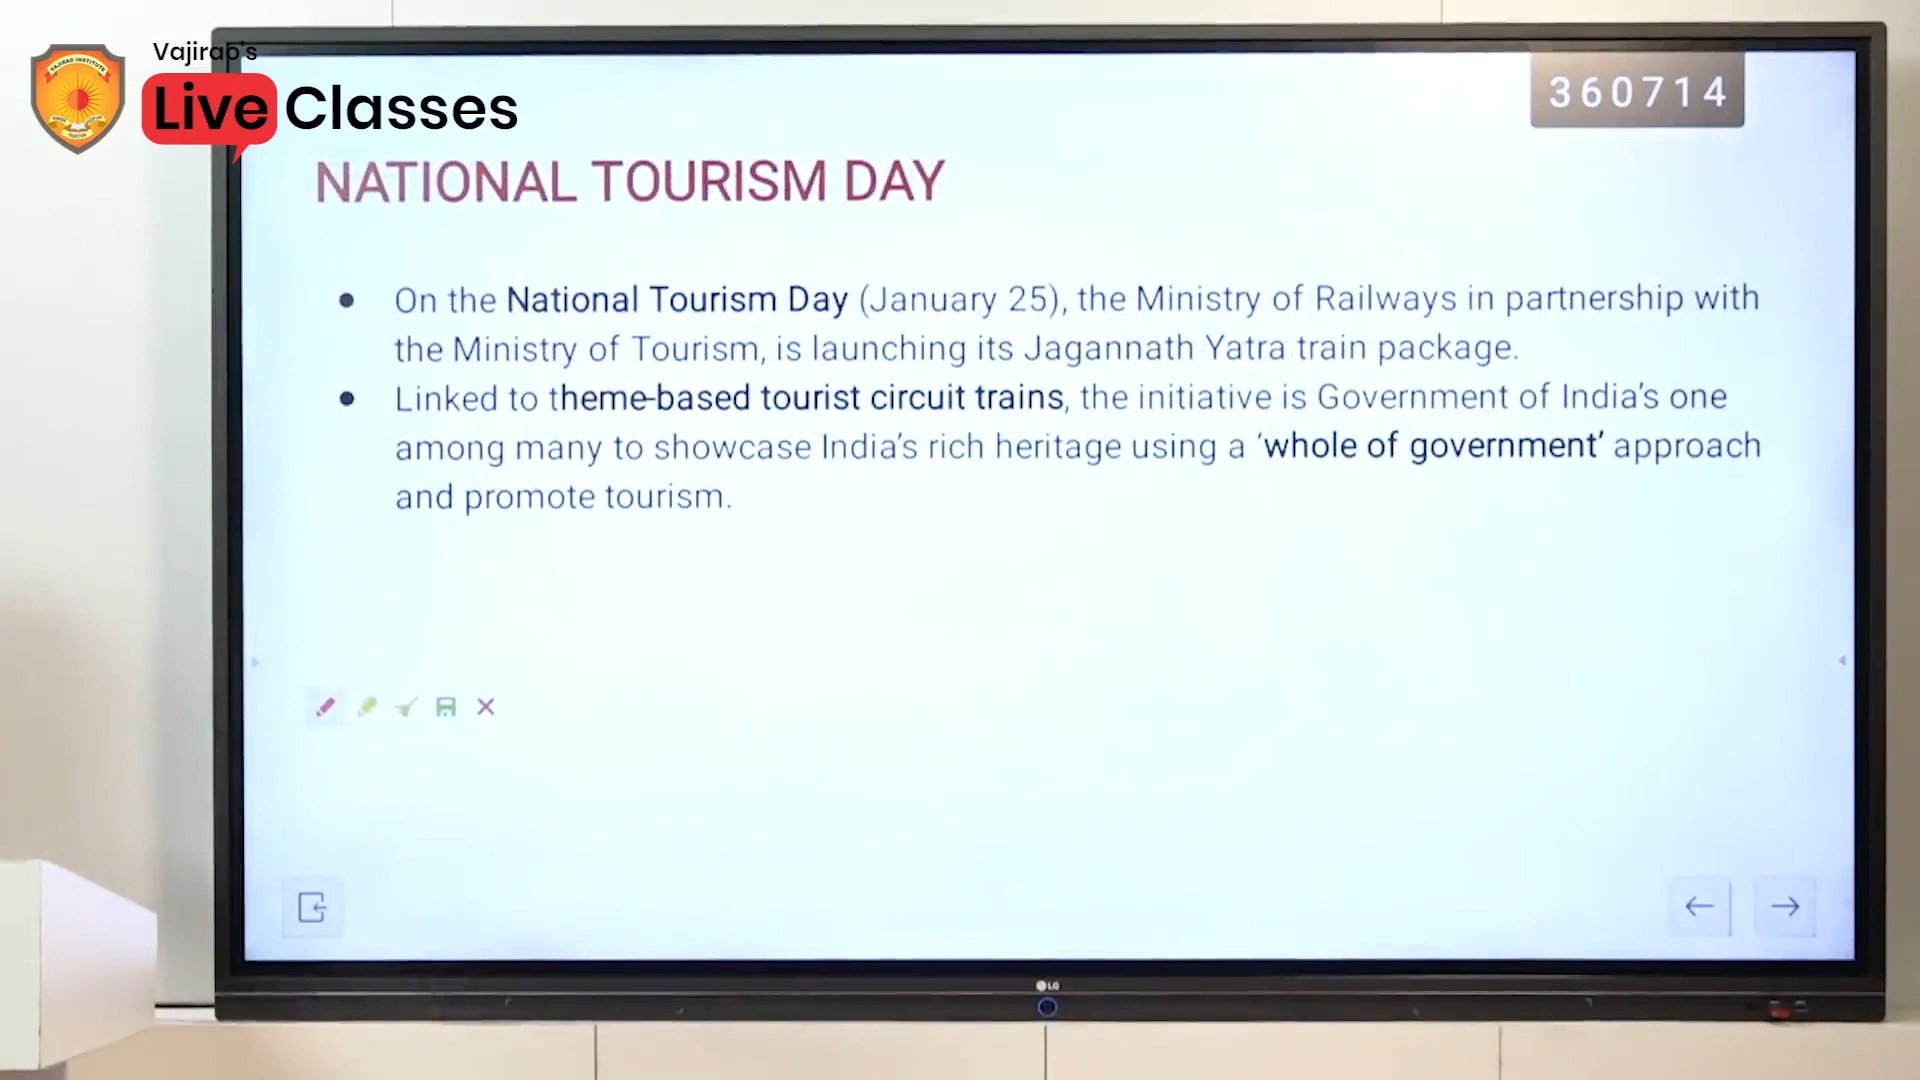 Vajirao's
Live Classes
VAJIRAO INSTITUTE
360714
NATIONAL TOURISM DAY
● On the National Tourism Day (January 25), the Ministry of Railways in partnership with
the Ministry of Tourism, is launching its Jagannath Yatra train package.
● Linked to theme-based tourist circuit trains, the initiative is Government of India's one
among many to showcase India's rich heritage using a 'whole of government' approach
and promote tourism.
LG